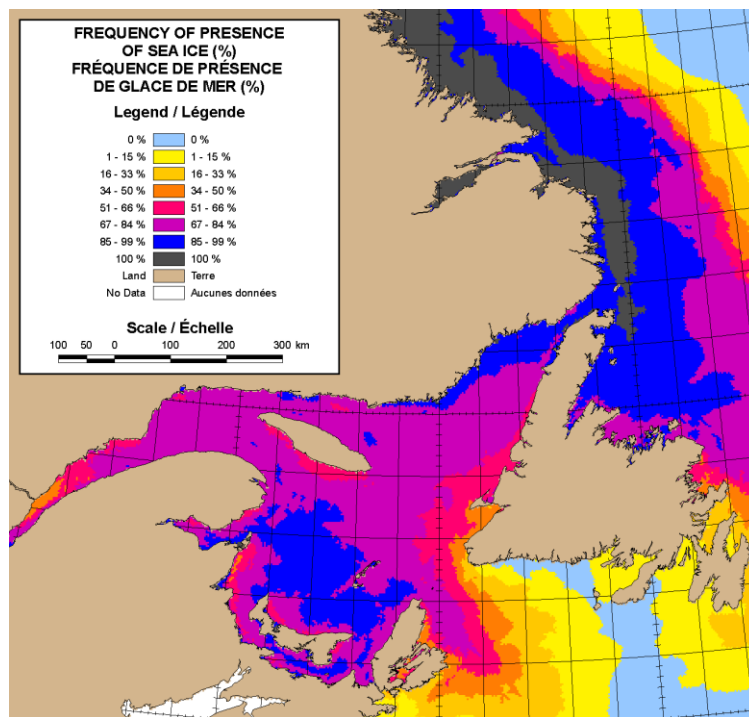 FREQUENCY OF PRESENCE
OF SEA ICE (%)
FRÉQUENCE DE PRÉSENCE
DE GLACE DE MER (%)
Legend / Légende
0 % 0 %
1 - 15 % 1 - 15 %
16 - 33 % 16 - 33 %
34 - 50 % 34 - 50 %
51 - 66 % 51 - 66 %
67 - 84 % 67 - 84 %
85 - 99 % 85 - 99 %
100 % 100 %
Land Terre
No Data Aucunes données
Scale / Échelle
100 50 0 100 200 300 km